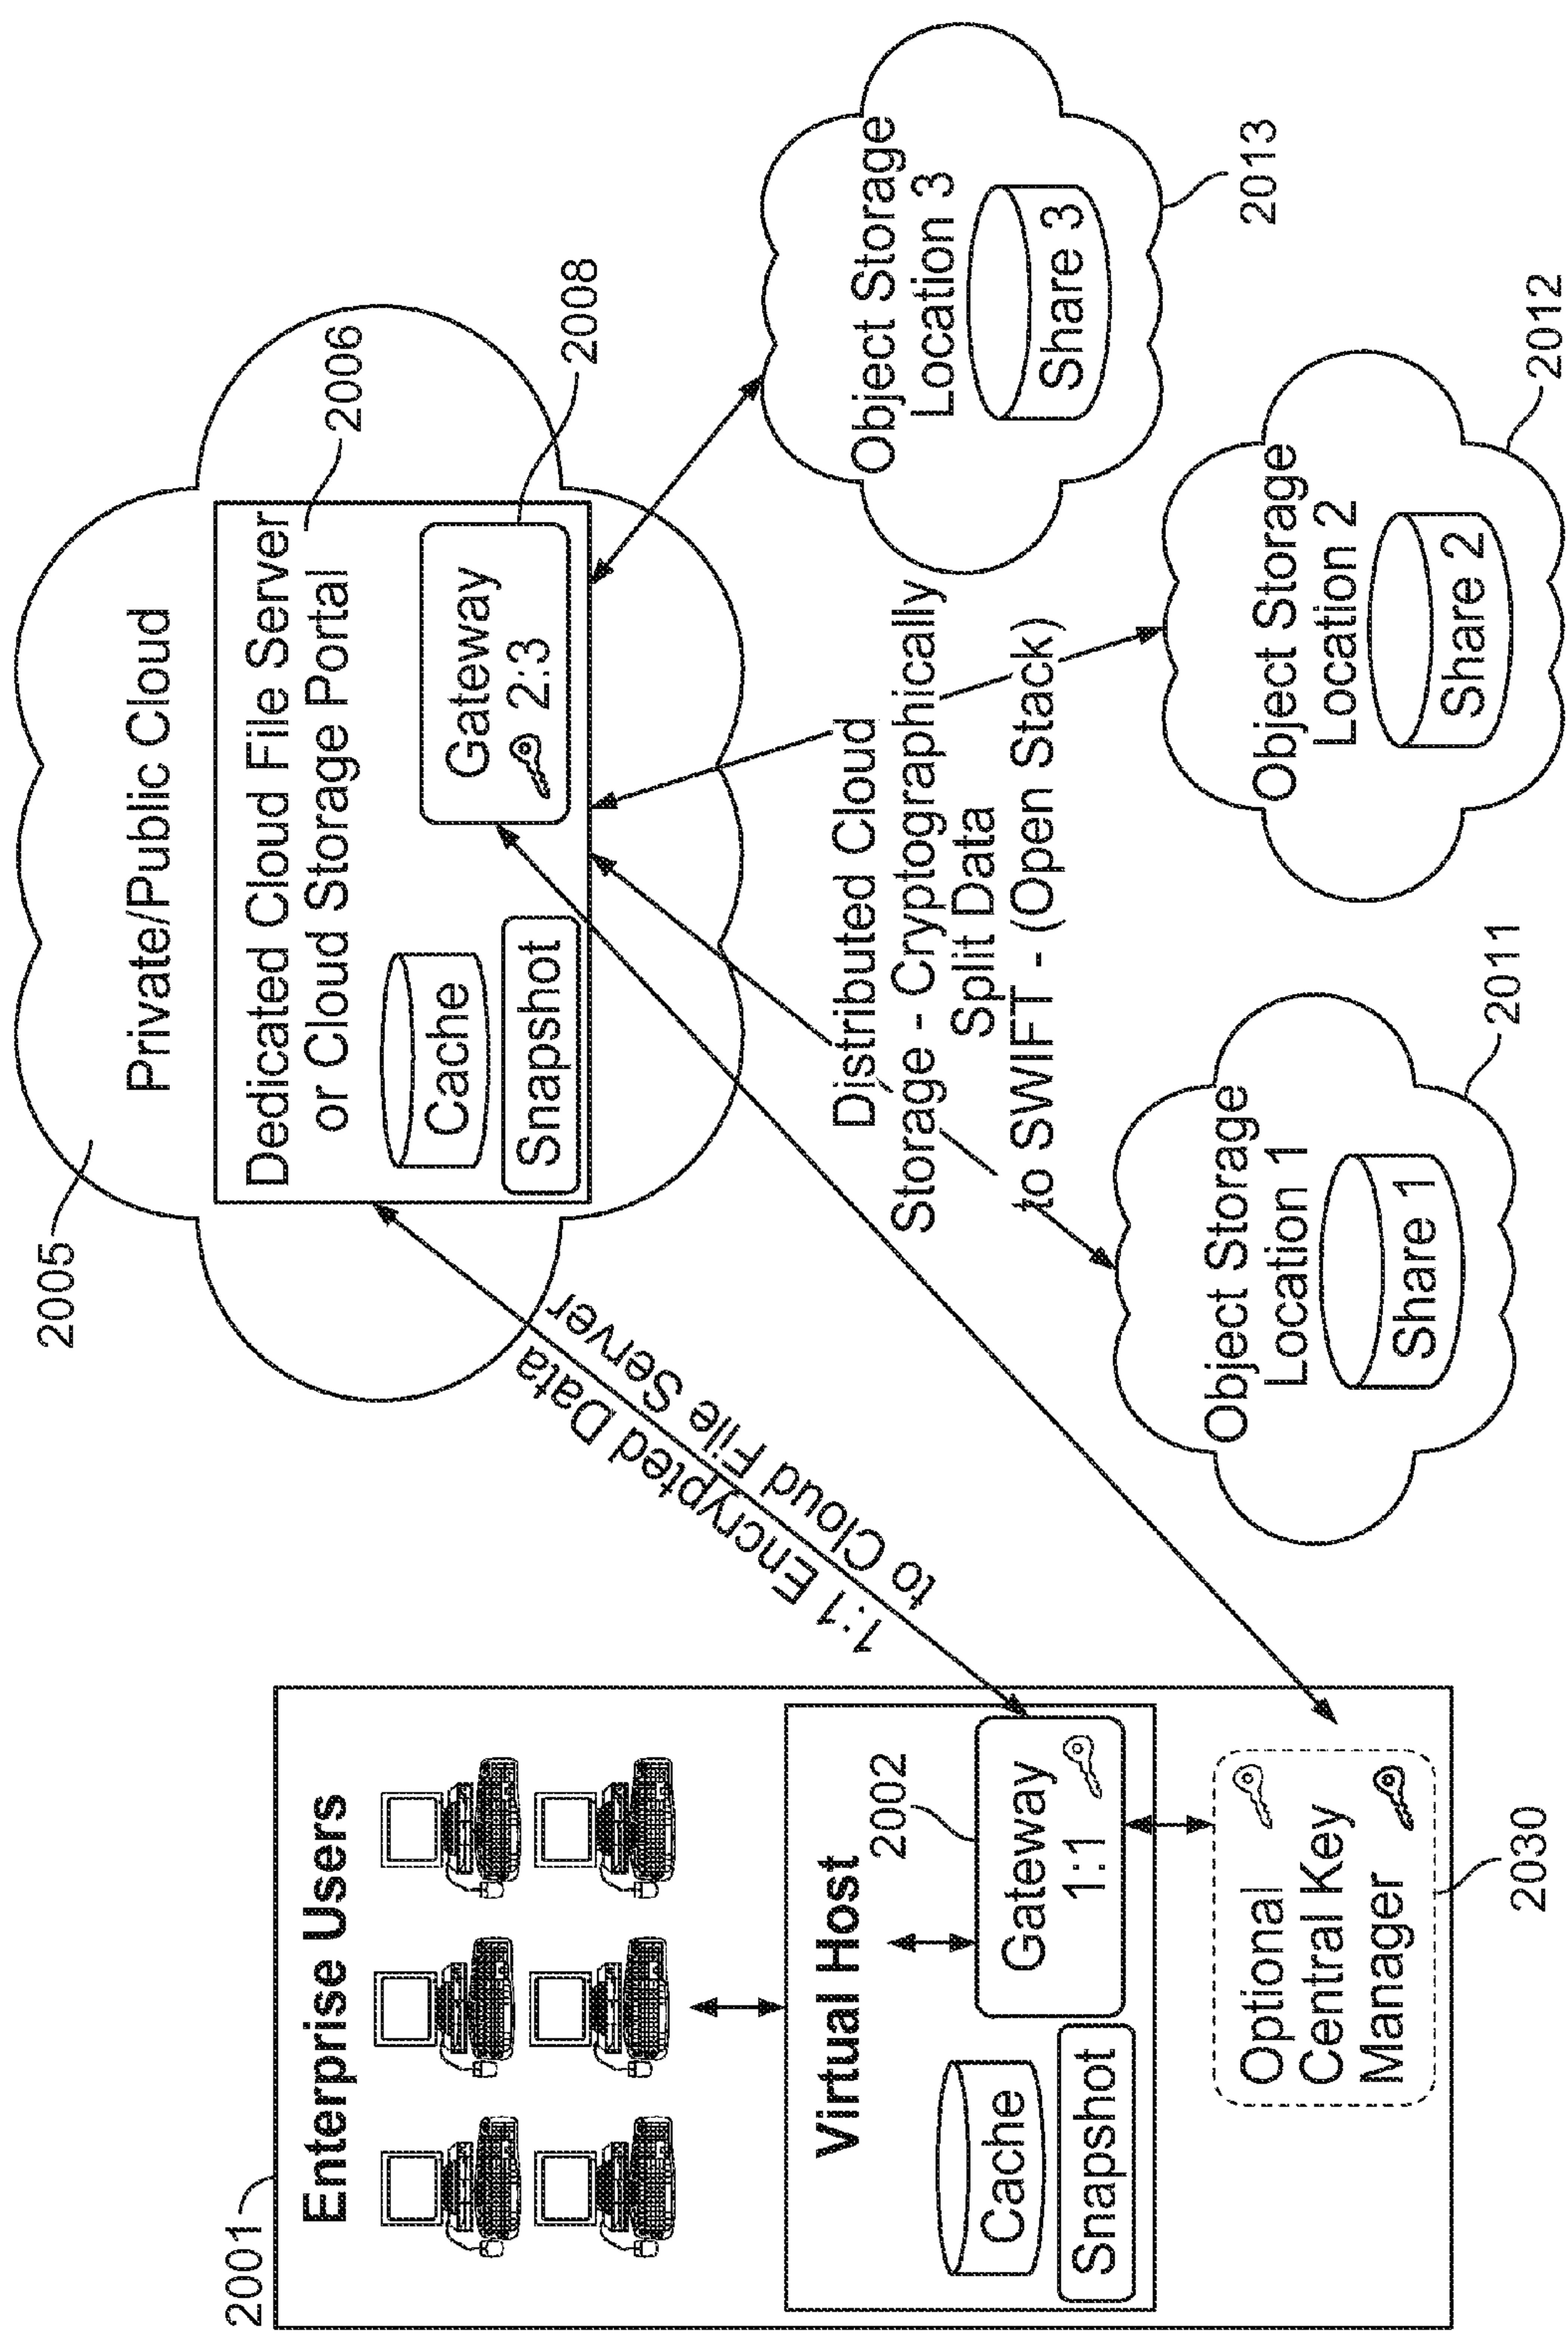 2001
Enterprise Users
Virtual Host
2002
Cache
Snapshot
Gateway
1:1
Optional
Central Key
Manager
2030
1:1 Encrypted Data
to Cloud File Server
2005
Private/Public Cloud
Dedicated Cloud File Server
or Cloud Storage Portal
2006
Cache
Snapshot
Gateway
2:3
2008
Distributed Cloud
Storage - Cryptographically
Split Data
to SWIFT - (Open Stack)
Object Storage
Location 1
Share 1
2011
Object Storage
Location 2
Share 2
2012
Object Storage
Location 3
Share 3
2013